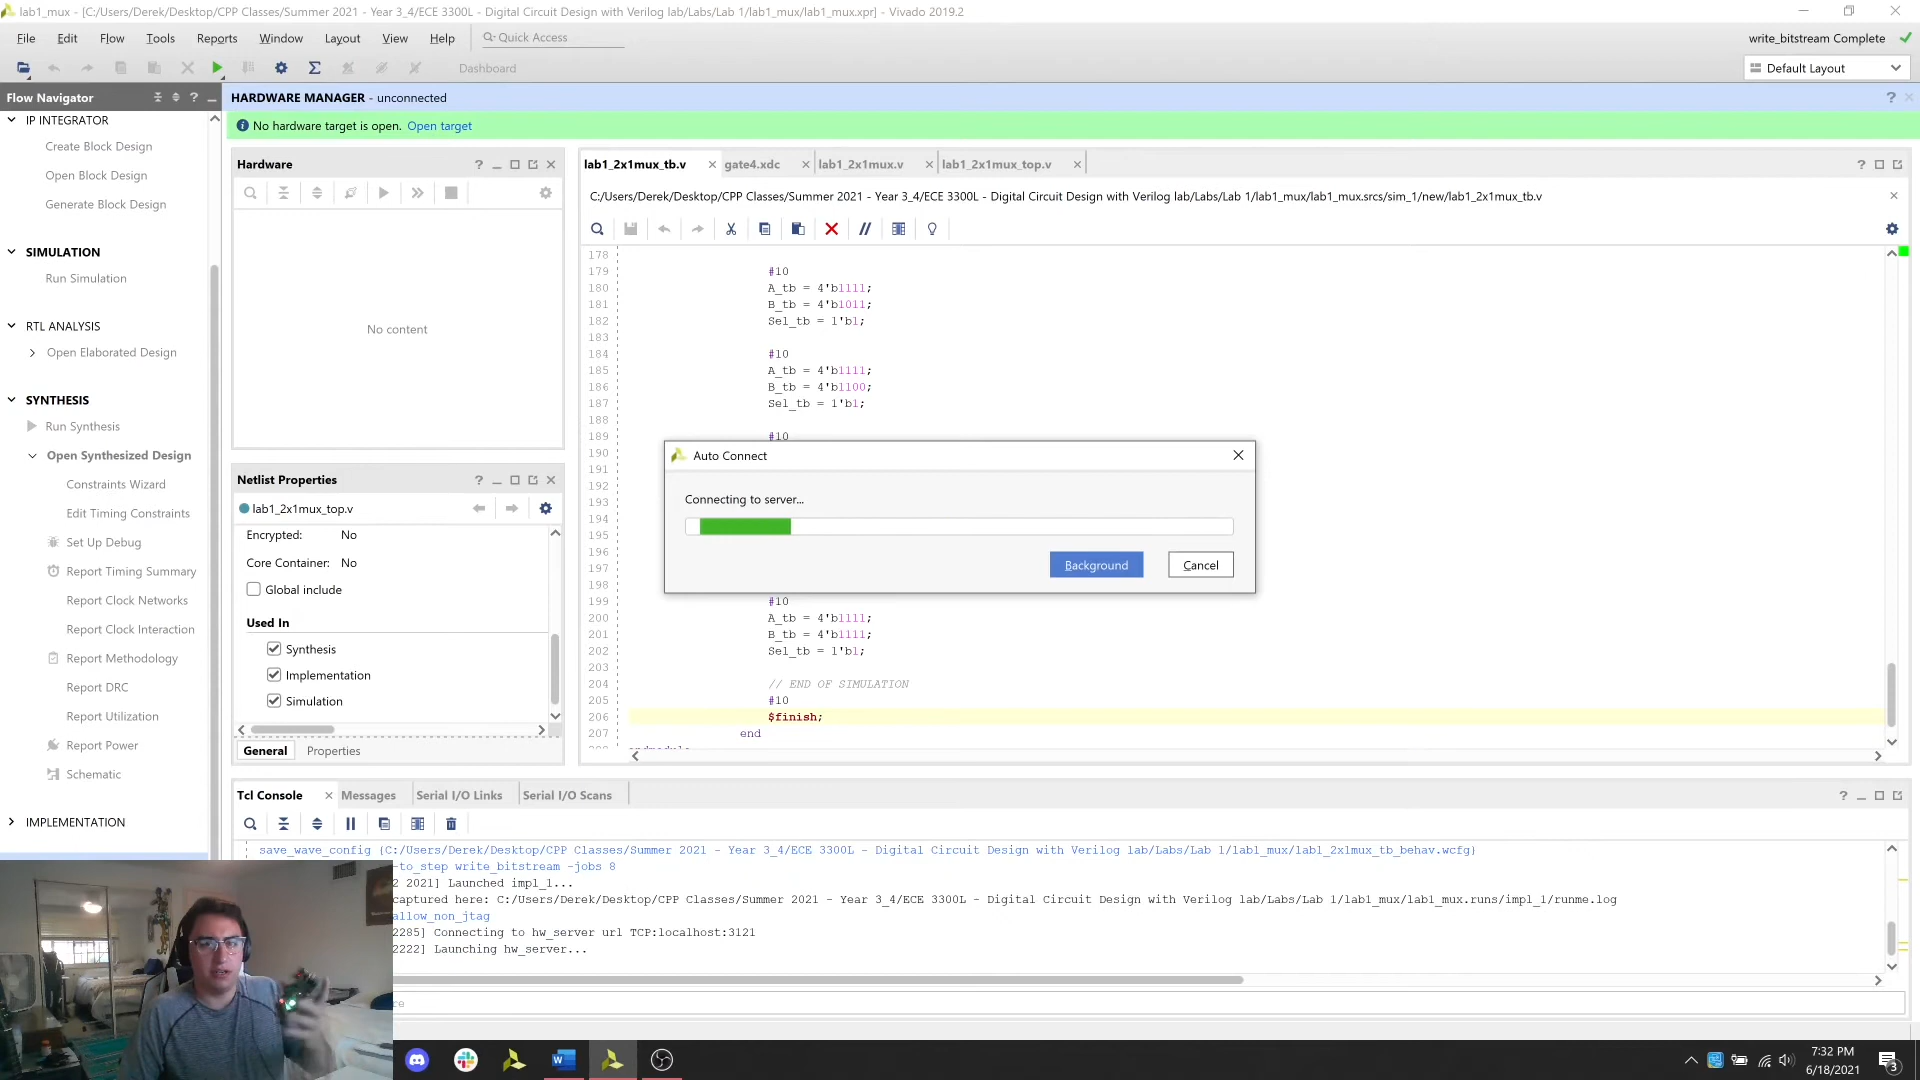 lab1_mux - [C:/Users/Derek/Desktop/CPP Classes/Summer 2021 - Year 3_4/ECE 3300L - Digital Circuit Design with Verilog lab/Labs/Lab 1/lab1_mux/lab1_mux.xpr] - Vivado 2019.2
File Edit Flow Tools Reports Window Layout View Help Quick Access
write_bitstream Complete
Dashboard
Default Layout
Flow Navigator
HARDWARE MANAGER - unconnected
No hardware target is open. Open target
IP INTEGRATOR
Create Block Design
Open Block Design
Generate Block Design
SIMULATION
Run Simulation
RTL ANALYSIS
Open Elaborated Design
SYNTHESIS
Run Synthesis
Open Synthesized Design
Constraints Wizard
Edit Timing Constraints
Set Up Debug
Report Timing Summary
Report Clock Networks
Report Clock Interaction
Report Methodology
Report DRC
Report Utilization
Report Power
Schematic
IMPLEMENTATION
Hardware
No content
Netlist Properties
lab1_2x1mux_top.v
Encrypted: No
Core Container: No
Global include
Used In
Synthesis
Implementation
Simulation
General Properties
lab1_2x1mux_tb.v gate4.xdc lab1_2x1mux.v lab1_2x1mux_top.v
C:/Users/Derek/Desktop/CPP Classes/Summer 2021 - Year 3_4/ECE 3300L - Digital Circuit Design with Verilog lab/Labs/Lab 1/lab1_mux/lab1_mux.srcs/sim_1/new/lab1_2x1mux_tb.v
178
179 #10
180 A_tb = 4'b1111;
181 B_tb = 4'b1011;
182 Sel_tb = 1'b1;
183
184 #10
185 A_tb = 4'b1111;
186 B_tb = 4'b1100;
187 Sel_tb = 1'b1;
188
189 #10
190
191
192
193
194
195
196
197
198
199 #10
200 A_tb = 4'b1111;
201 B_tb = 4'b1111;
202 Sel_tb = 1'b1;
203
204 // END OF SIMULATION
205 #10
206 $finish;
207 end
Auto Connect
Connecting to server...
Background Cancel
Tcl Console Messages Serial I/O Links Serial I/O Scans
save_wave_config {C:/Users/Derek/Desktop/CPP Classes/Summer 2021 - Year 3_4/ECE 3300L - Digital Circuit Design with Verilog lab/Labs/Lab 1/lab1_mux/lab1_2x1mux_tb_behav.wcfg}
-to_step write_bitstream -jobs 8
2 2021] Launched impl_1...
captured here: C:/Users/Derek/Desktop/CPP Classes/Summer 2021 - Year 3_4/ECE 3300L - Digital Circuit Design with Verilog lab/Labs/Lab 1/lab1_mux/lab1_mux.runs/impl_1/runme.log
allow_non_jtag
2285] Connecting to hw_server url TCP:localhost:3121
2222] Launching hw_server...
re
7:32 PM
6/18/2021
3